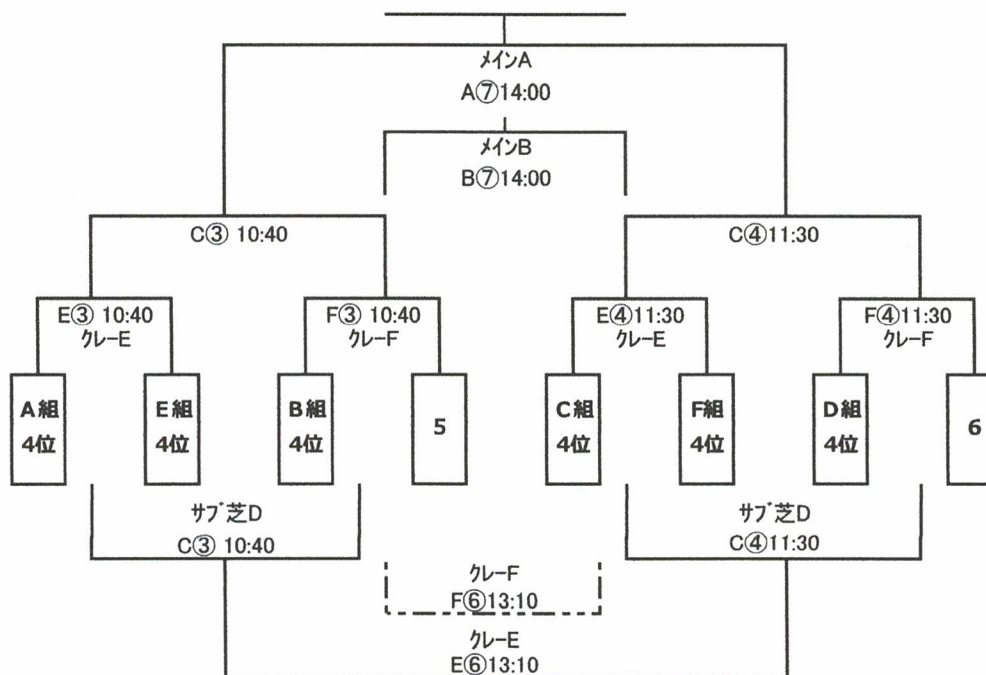 メインA
A⑦14:00
メインB
B⑦14:00
C③ 10:40
C④11:30
E③ 10:40
クレーE
F③ 10:40
クレーF
E④11:30
クレーE
F④11:30
クレーF
A組
4位
E組
4位
B組
4位
5
C組
4位
F組
4位
D組
4位
6
サブ芝D
C③ 10:40
サブ芝D
C④11:30
クレーF
F⑥13:10
クレーE
E⑥13:10